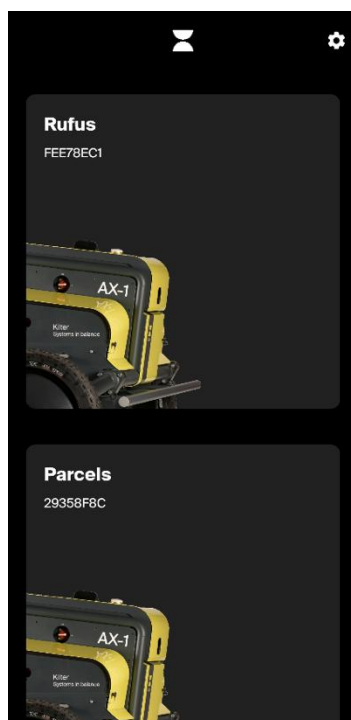 Rufus
FEE78EC1
AX-1
Kiter
Systems in balance
Parcels
29358F8C
AX-1
Kiter
Systems in balance